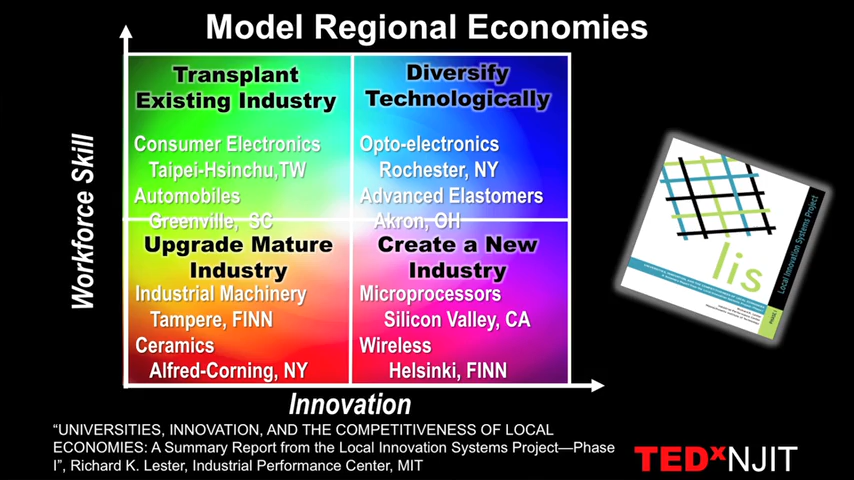 Model Regional Economies
Workforce Skill
Transplant
Existing Industry
Consumer Electronics
Taipei-Hsinchu,TW
Automobiles
Greenville, SC
Diversify
Technologically
Opto-electronics
Rochester, NY
Advanced Elastomers
Akron, OH
Upgrade Mature
Industry
Industrial Machinery
Tampere, FINN
Ceramics
Alfred-Corning, NY
Create a New
Industry
Microprocessors
Silicon Valley, CA
Wireless
Helsinki, FINN
Innovation
lis
Local Innovation Systems Project
PHASE I
“UNIVERSITIES, INNOVATION, AND THE COMPETITIVENESS OF LOCAL
ECONOMIES: A Summary Report from the Local Innovation Systems Project—Phase
I”, Richard K. Lester, Industrial Performance Center, MIT
TEDxNJIT